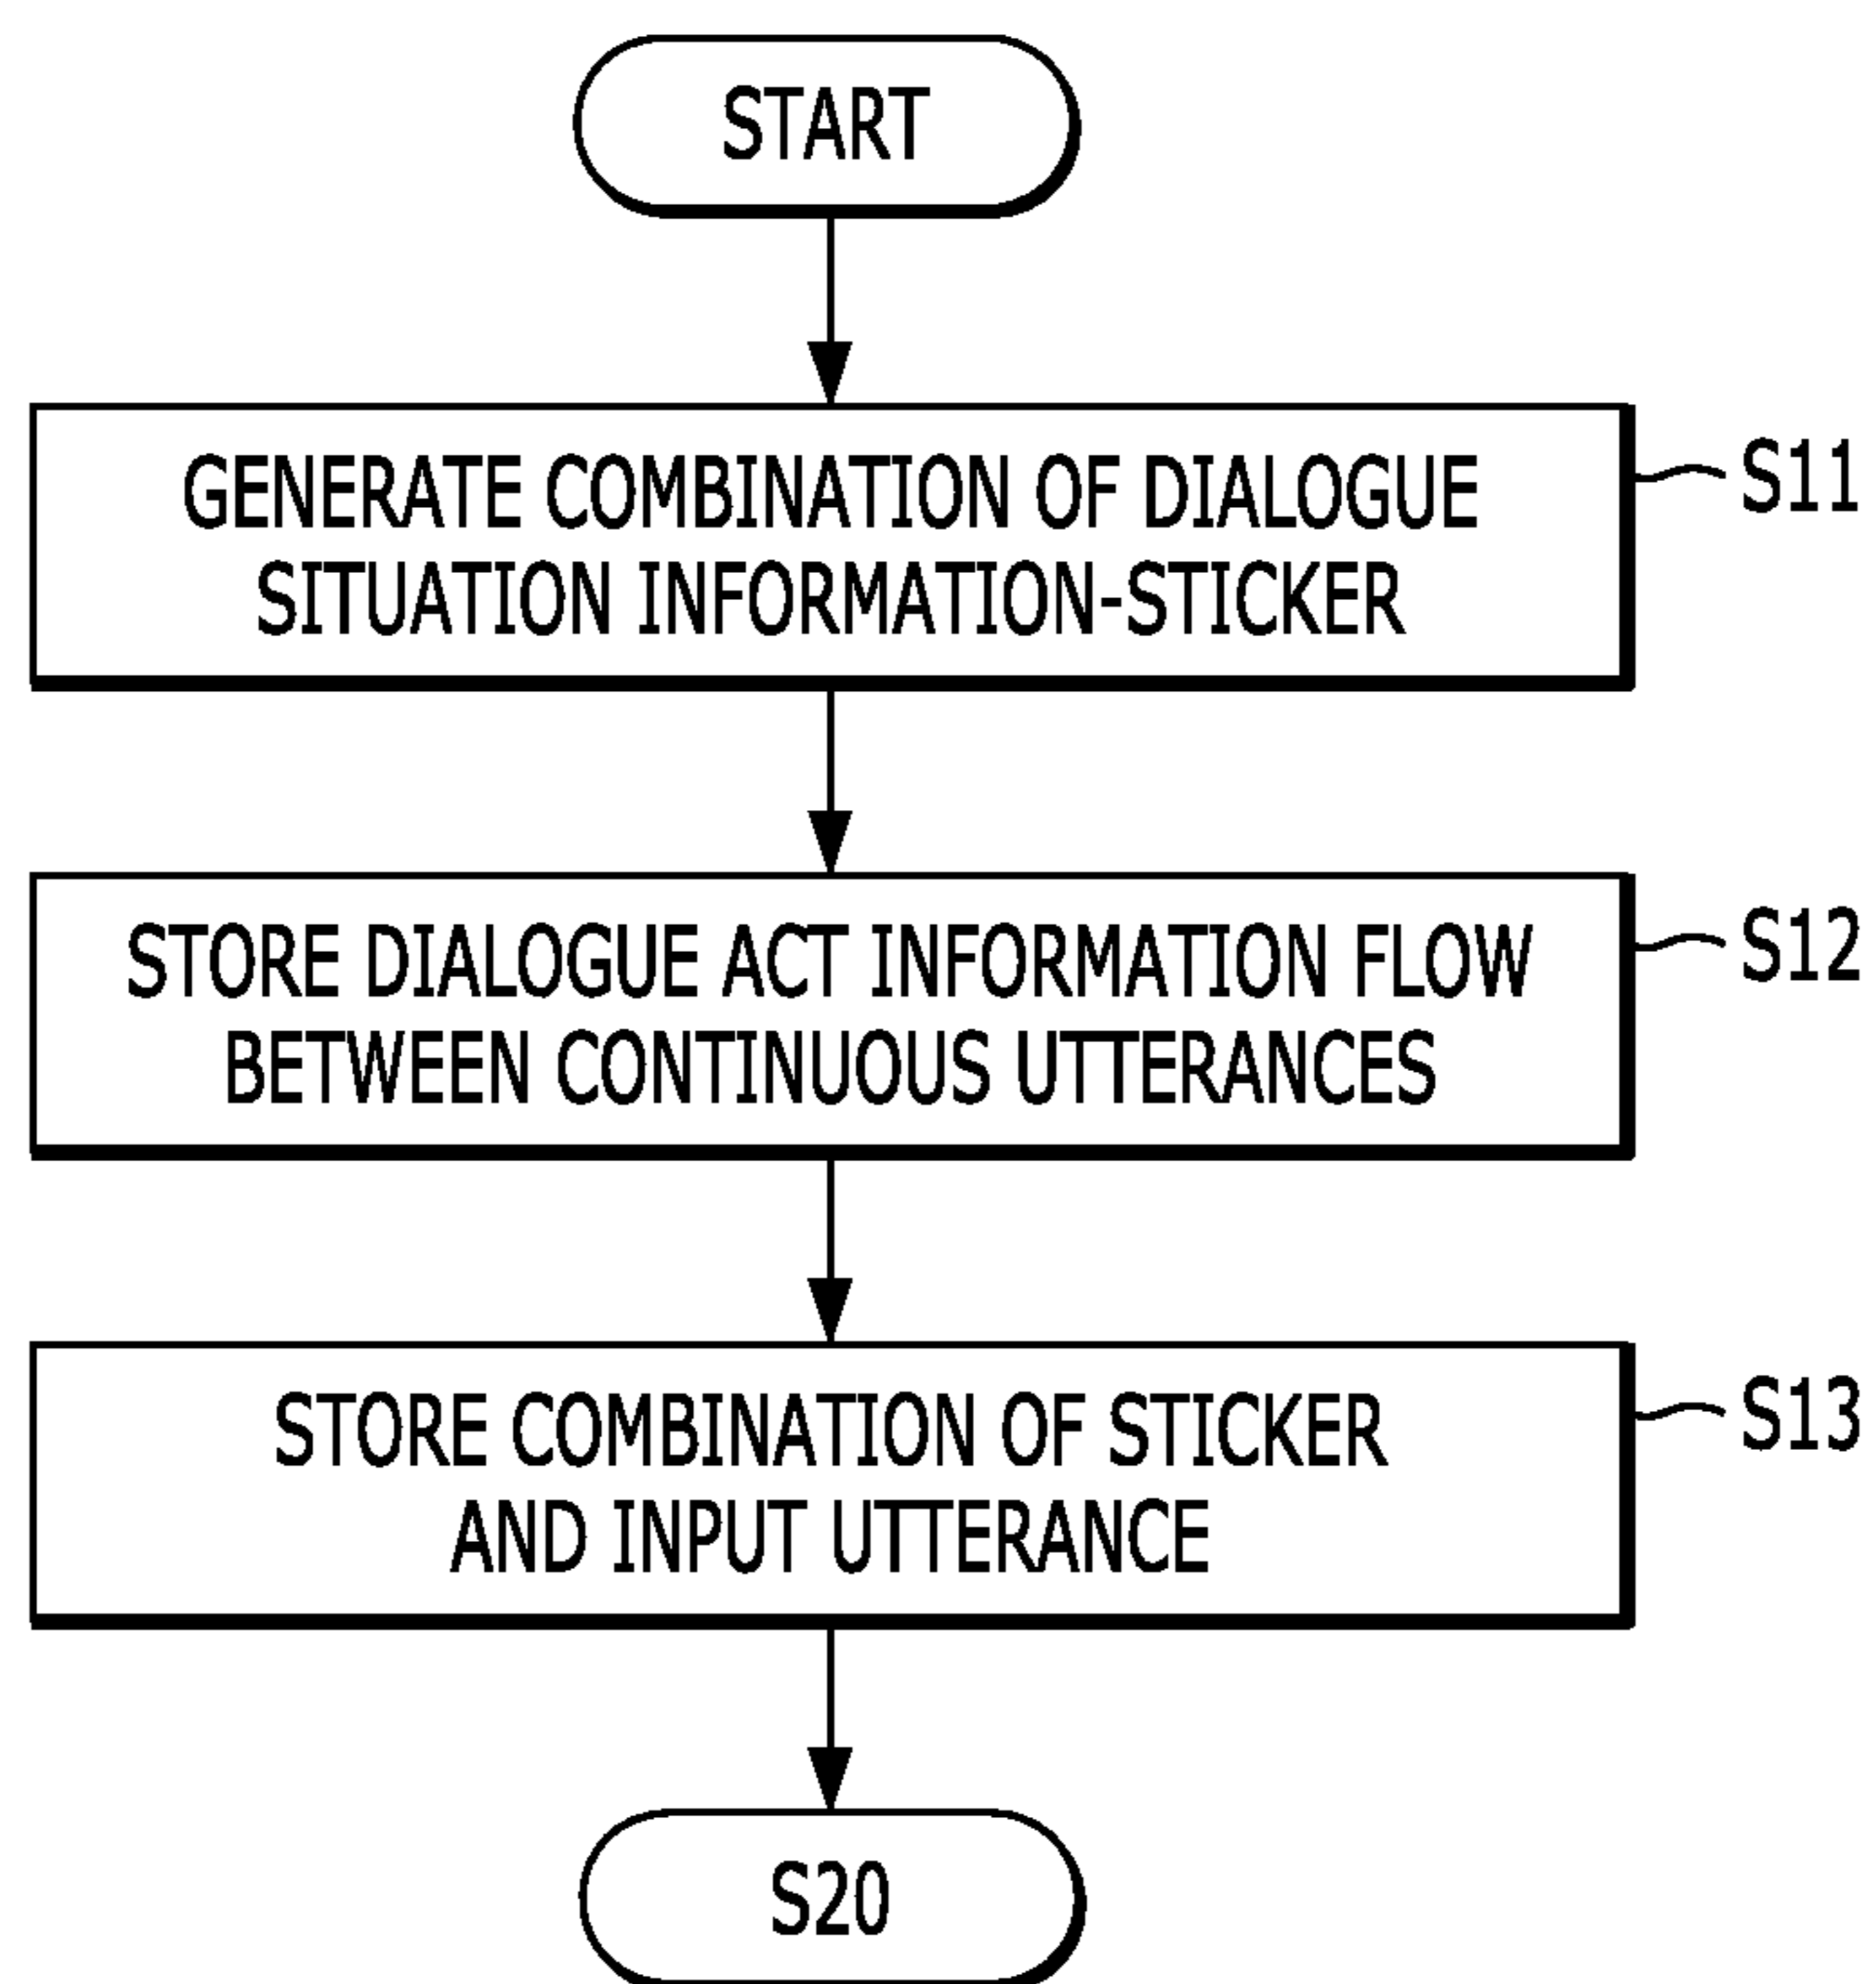 START
GENERATE COMBINATION OF DIALOGUE
SITUATION INFORMATION-STICKER
S11
STORE DIALOGUE ACT INFORMATION FLOW
BETWEEN CONTINUOUS UTTERANCES
S12
STORE COMBINATION OF STICKER
AND INPUT UTTERANCE
S13
S20